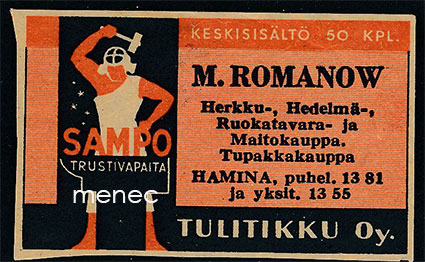 KESKISISÄLTÖ 50 KPL.
M. ROMANOW
Herkku-, Hedelmä-,
Ruokatavara- ja
Maitokauppa.
Tupakkakauppa
HAMINA, puhel. 13 81
ja yksit. 13 55
SAMPO
TRUSTIVAPAITA
menec
TULITIKKU Oy.